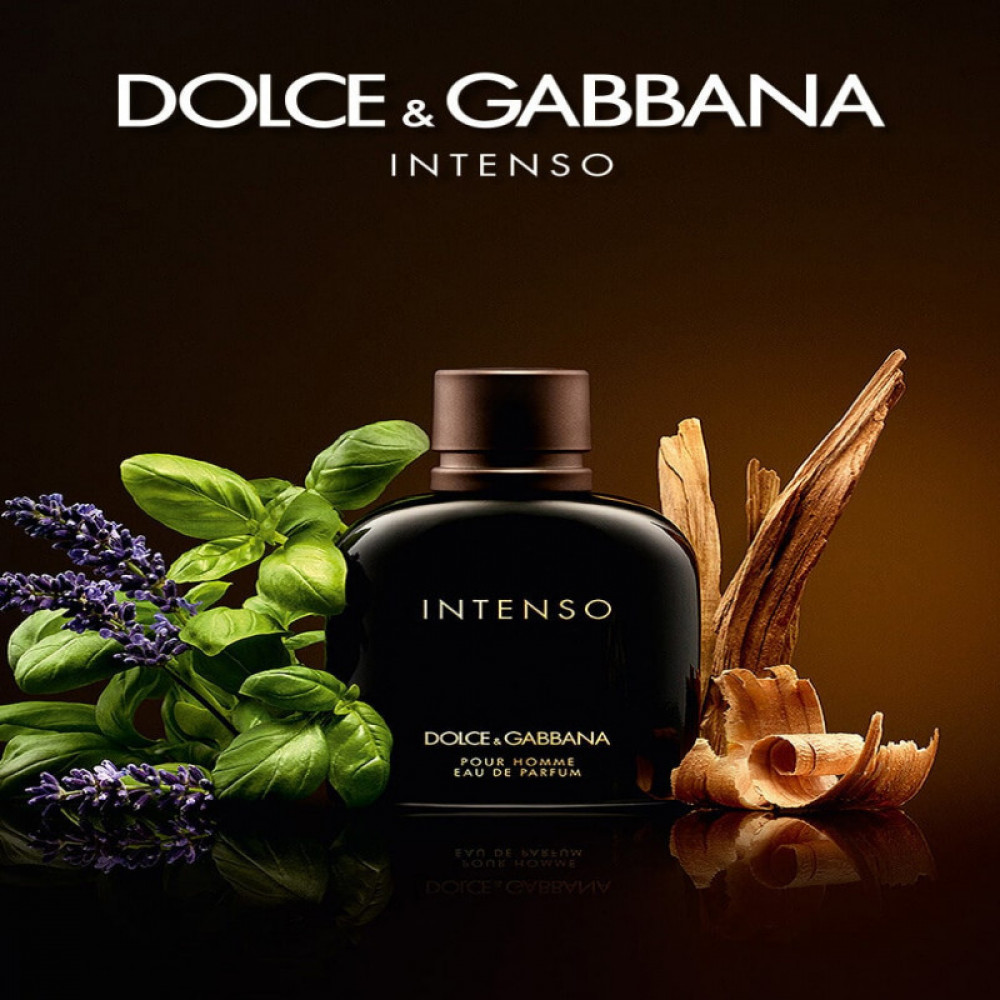 DOLCE & GABBANA
INTENSO
INTENSO
DOLCE & GABBANA
POUR HOMME
EAU DE PARFUM